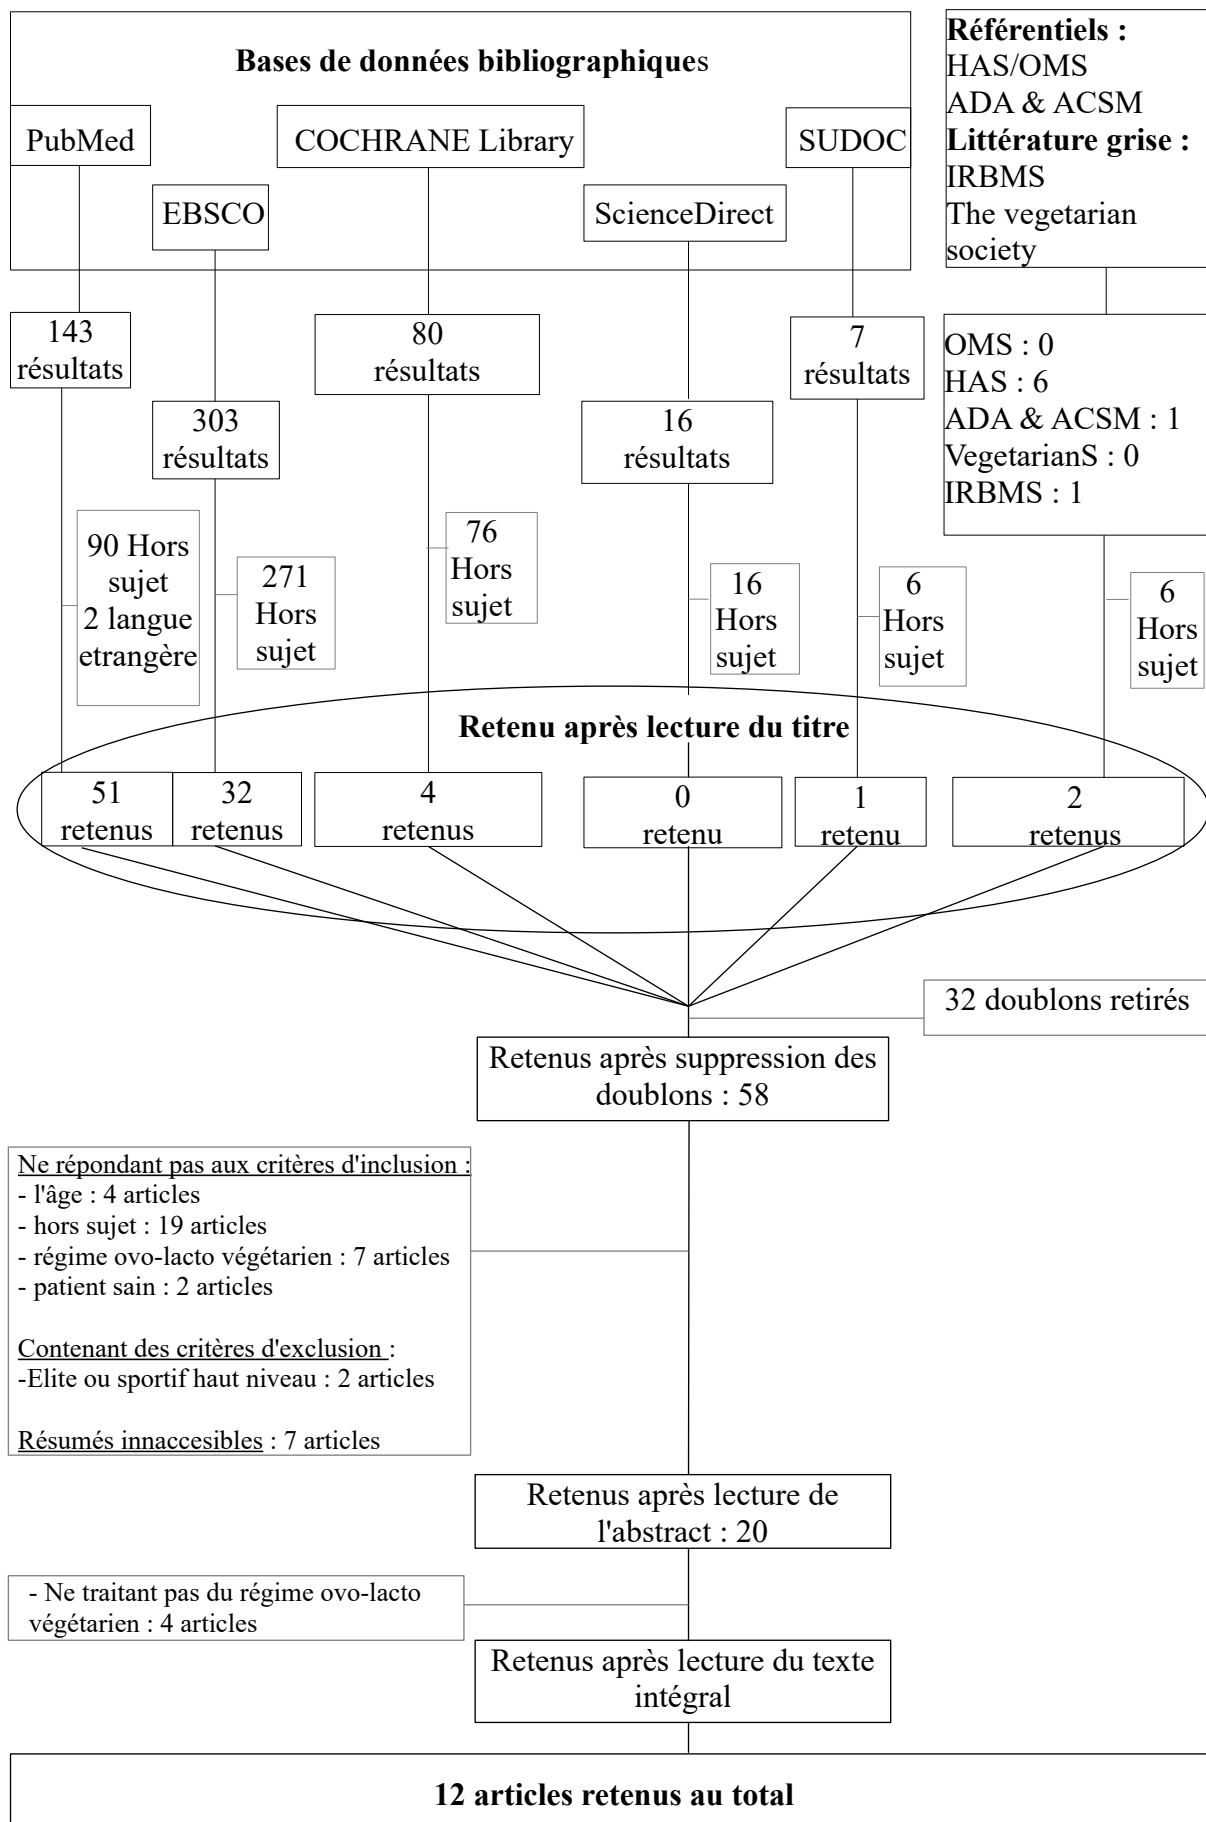 Bases de données bibliographiques
PubMed
COCHRANE Library
SUDOC
EBSCO
ScienceDirect
Référentiels :
HAS/OMS
ADA & ACSM
Littérature grise :
IRBMS
The vegetarian
society
143
résultats
303
résultats
80
résultats
16
résultats
7
résultats
OMS : 0
HAS : 6
ADA & ACSM : 1
VegetarianS : 0
IRBMS : 1
90 Hors
sujet
2 langue
etrangère
271
Hors
sujet
76
Hors
sujet
16
Hors
sujet
6
Hors
sujet
6
Hors
sujet
Retenu après lecture du titre
51
retenus
32
retenus
4
retenus
0
retenu
1
retenu
2
retenus
32 doublons retirés
Retenus après suppression des
doublons : 58
Ne répondant pas aux critères d'inclusion :
- l'âge : 4 articles
- hors sujet : 19 articles
- régime ovo-lacto végétarien : 7 articles
- patient sain : 2 articles
Contenant des critères d'exclusion :
-Elite ou sportif haut niveau : 2 articles
Résumés innaccesibles : 7 articles
Retenus après lecture de
l'abstract : 20
- Ne traitant pas du régime ovo-lacto
végétarien : 4 articles
Retenus après lecture du texte
intégral
12 articles retenus au total